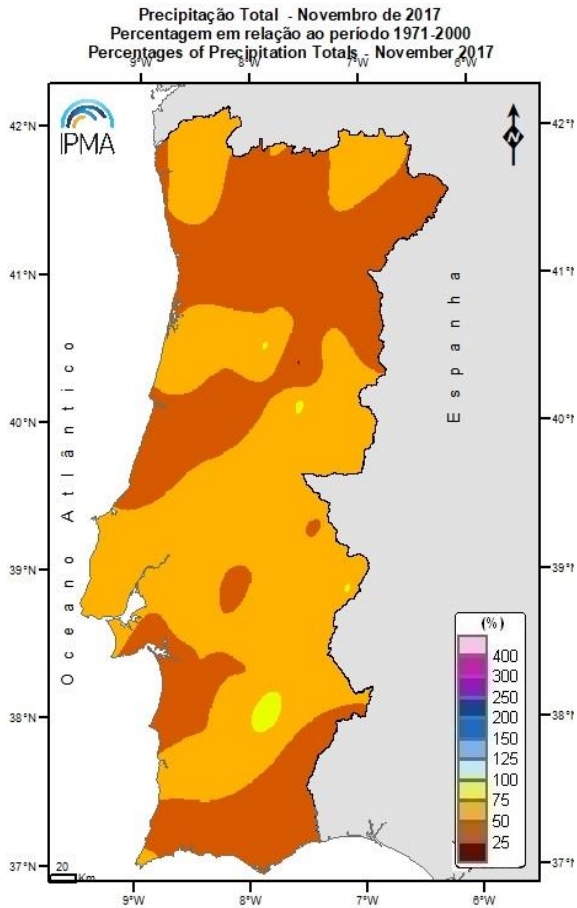 Precipitação Total - Novembro de 2017
Percentagem em relação ao período 1971-2000
Percentages of Precipitation Totals - November 2017
9°W 8°W 7°W 6°W
IPMA
N
42°N 42°N
41°N 41°N
40°N 40°N
39°N 39°N
38°N 38°N
37°N 37°N
Oceano Atlântico
Espanha
(%)
400
300
250
200
150
125
100
75
50
25
20
Km
9°W 8°W 7°W 6°W